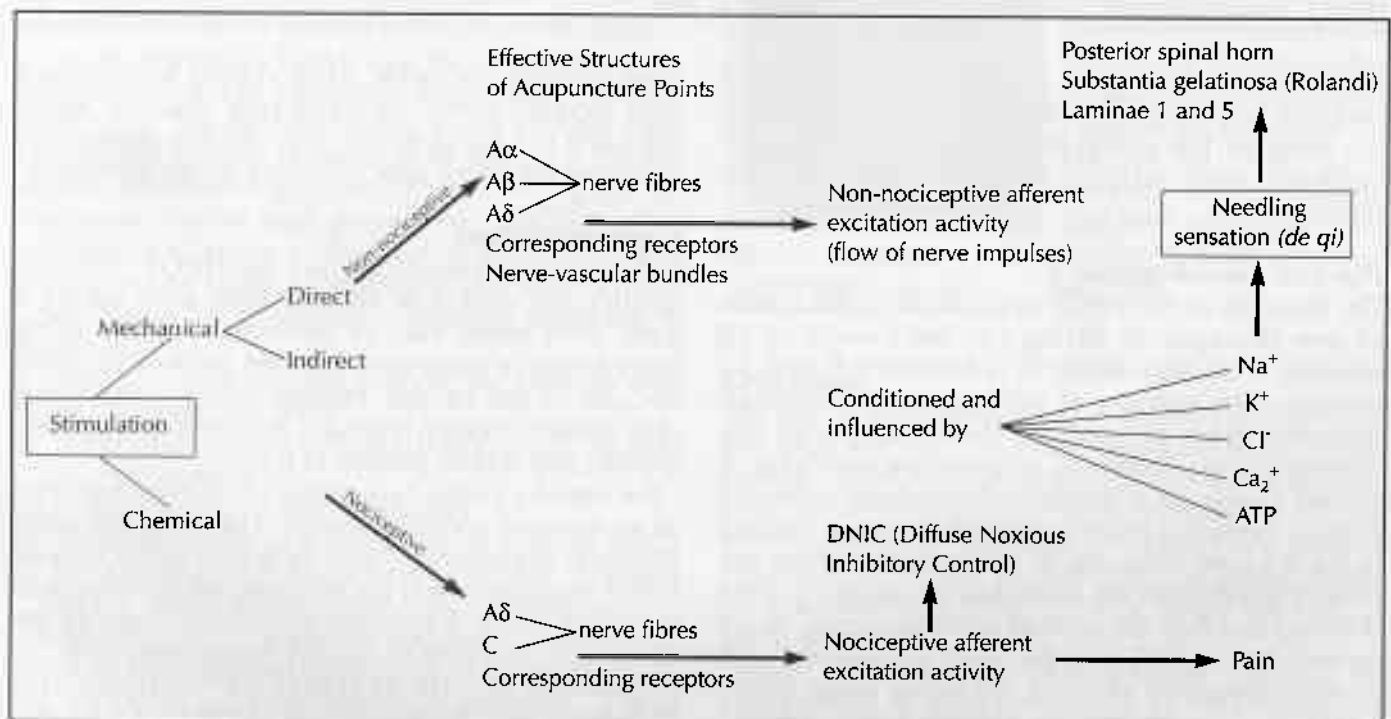 Effective Structures
of Acupuncture Points
Posterior spinal horn
Substantia gelatinosa (Rolandi)
Laminae 1 and 5
Aα
Aβ
Aδ
nerve fibres
Corresponding receptors
Nerve-vascular bundles
Non-nociceptive
Non-nociceptive afferent
excitation activity
(flow of nerve impulses)
Needling
sensation (de qi)
Mechanical
Direct
Indirect
Stimulation
Chemical
Conditioned and
influenced by
Na⁺
K⁺
Cl⁻
Ca₂⁺
ATP
Nociceptive
DNIC (Diffuse Noxious
Inhibitory Control)
Aδ
C
nerve fibres
Corresponding receptors
Nociceptive afferent
excitation activity
Pain